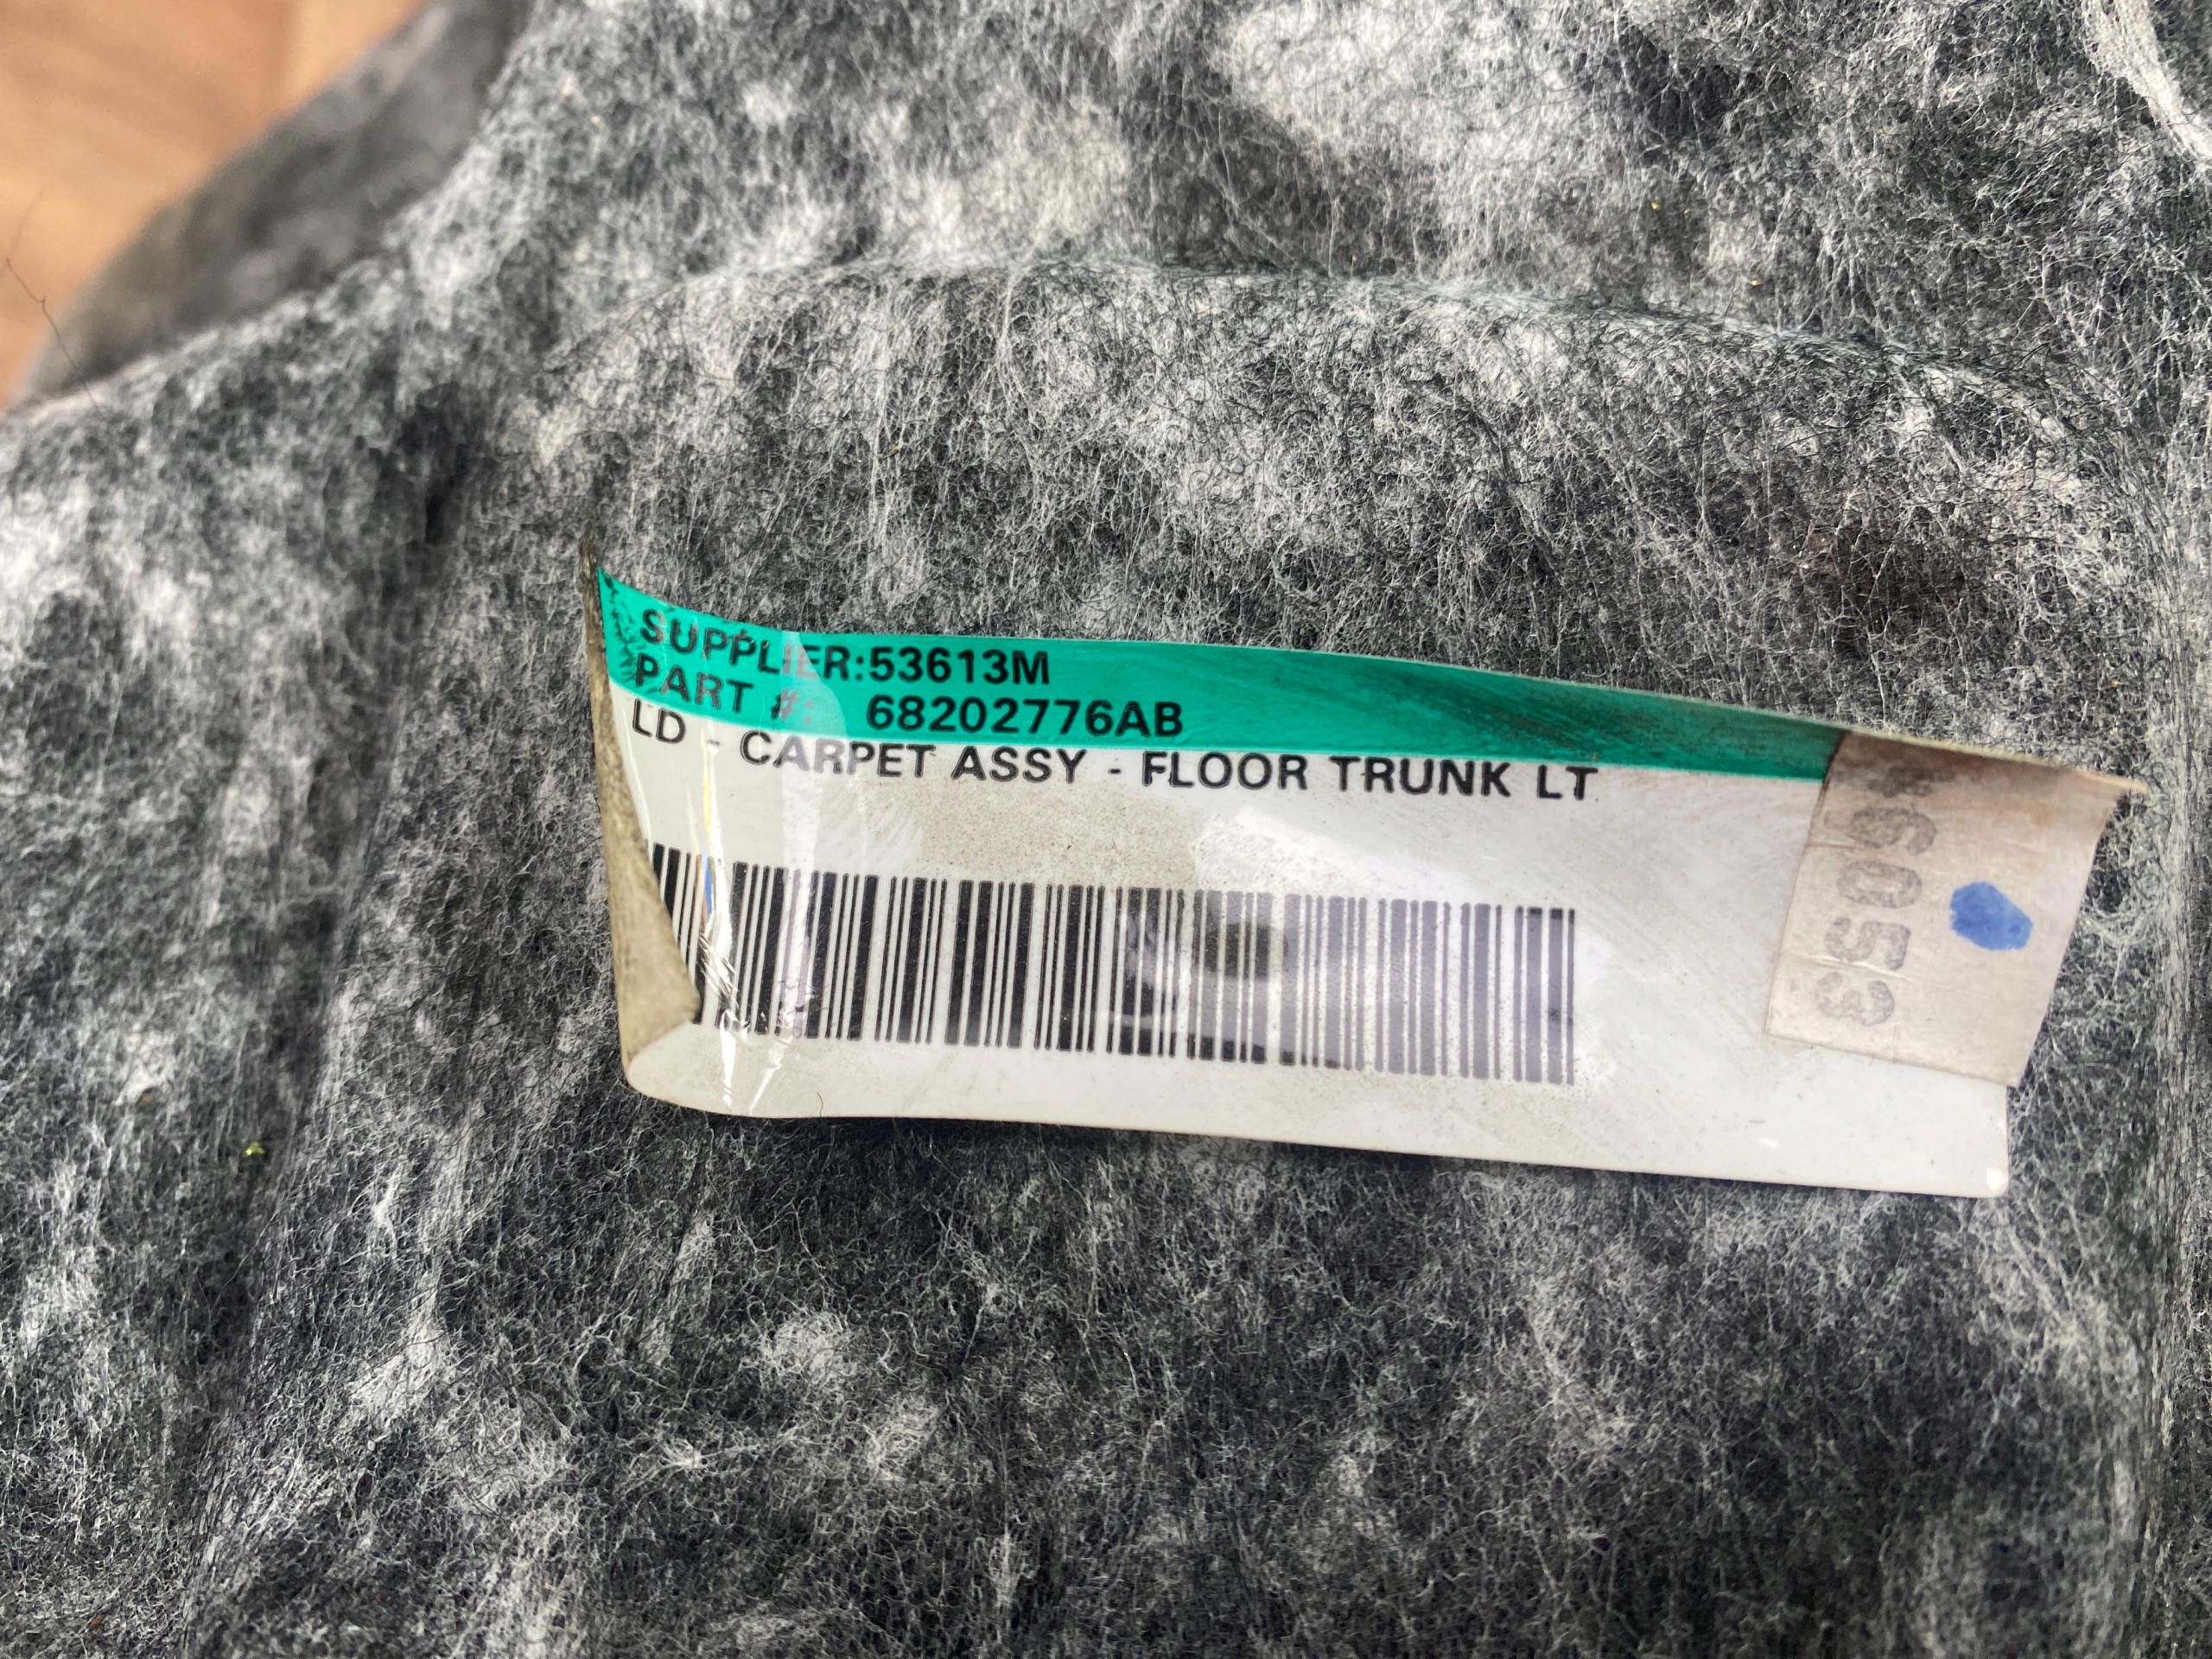 SUPPLIER:53613M
PART #: 68202776AB
LD - CARPET ASSY - FLOOR TRUNK LT